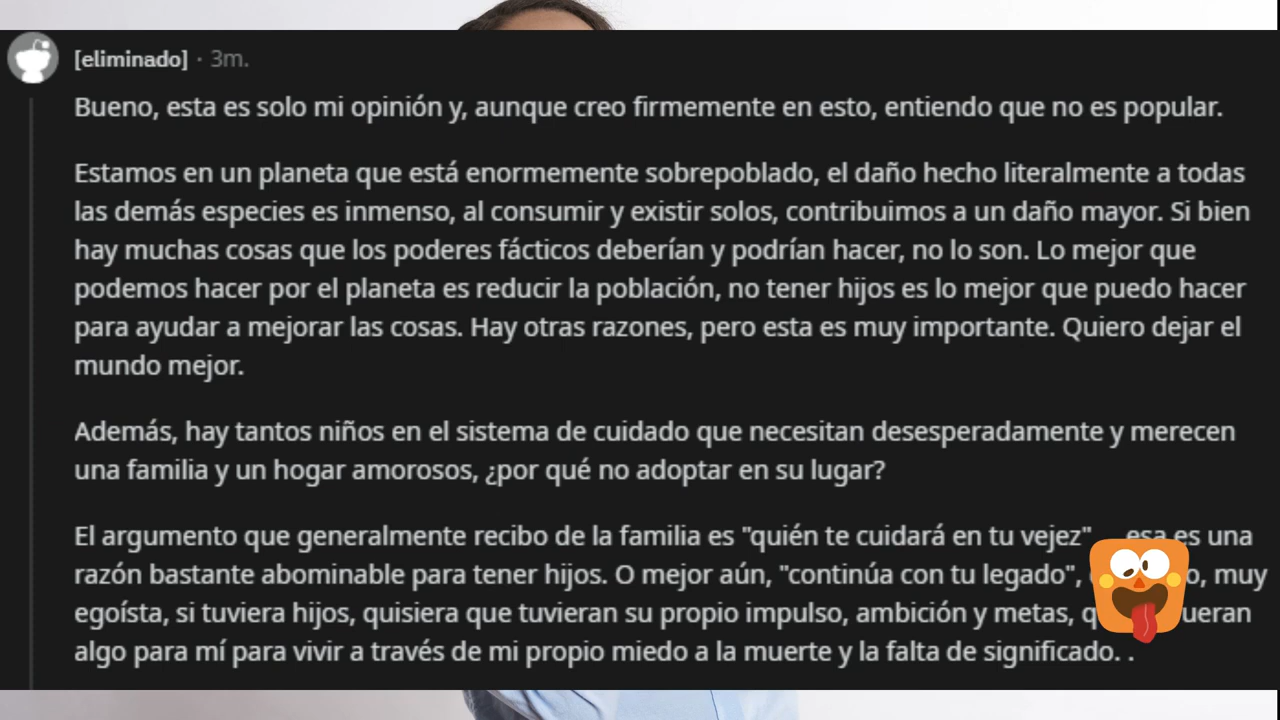 [eliminado] · 3m.
Bueno, esta es solo mi opinión y, aunque creo firmemente en esto, entiendo que no es popular.
Estamos en un planeta que está enormemente sobrepoblado, el daño hecho literalmente a todas
las demás especies es inmenso, al consumir y existir solos, contribuimos a un daño mayor. Si bien
hay muchas cosas que los poderes fácticos deberían y podrían hacer, no lo son. Lo mejor que
podemos hacer por el planeta es reducir la población, no tener hijos es lo mejor que puedo hacer
para ayudar a mejorar las cosas. Hay otras razones, pero esta es muy importante. Quiero dejar el
mundo mejor.
Además, hay tantos niños en el sistema de cuidado que necesitan desesperadamente y merecen
una familia y un hogar amorosos, ¿por qué no adoptar en su lugar?
El argumento que generalmente recibo de la familia es "quién te cuidará en tu vejez" esa es una
razón bastante abominable para tener hijos. O mejor aún, "continúa con tu legado", muy
egoísta, si tuviera hijos, quisiera que tuvieran su propio impulso, ambición y metas,
algo para mí para vivir a través de mi propio miedo a la muerte y la falta de significado. .